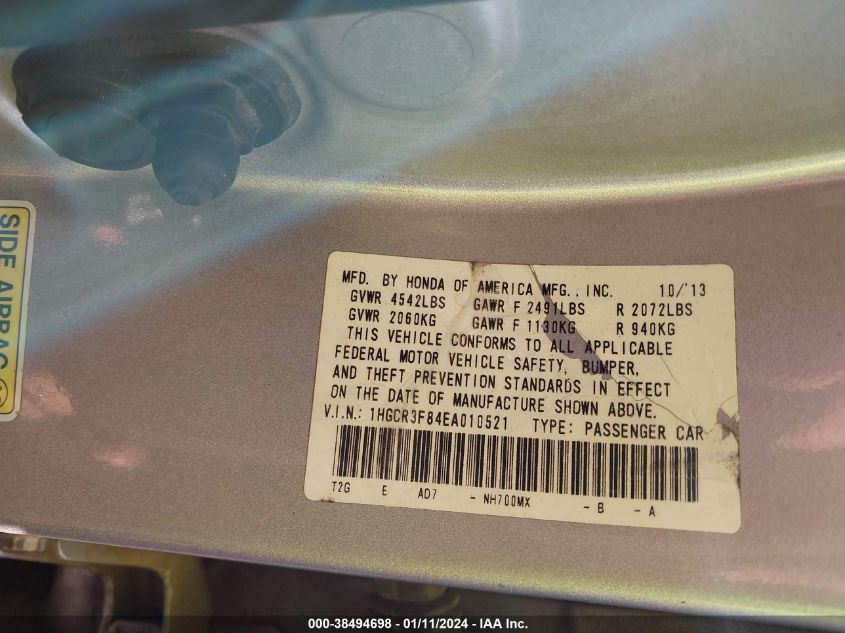 SIDE AIRBAG
MFD. BY HONDA OF AMERICA MFG., INC. 10/'13
GVWR 4542LBS GAWR F 2491LBS R 2072LBS
GVWR 2060KG GAWR F 1130KG R 940KG
THIS VEHICLE CONFORMS TO ALL APPLICABLE
FEDERAL MOTOR VEHICLE SAFETY, BUMPER,
AND THEFT PREVENTION STANDARDS IN EFFECT
ON THE DATE OF MANUFACTURE SHOWN ABOVE.
V.I.N.: 1HGCR3F84EA010521 TYPE: PASSENGER CAR
T2G E AD7 - NH700MX - B - A
000-38494698 - 01/11/2024 - IAA Inc.